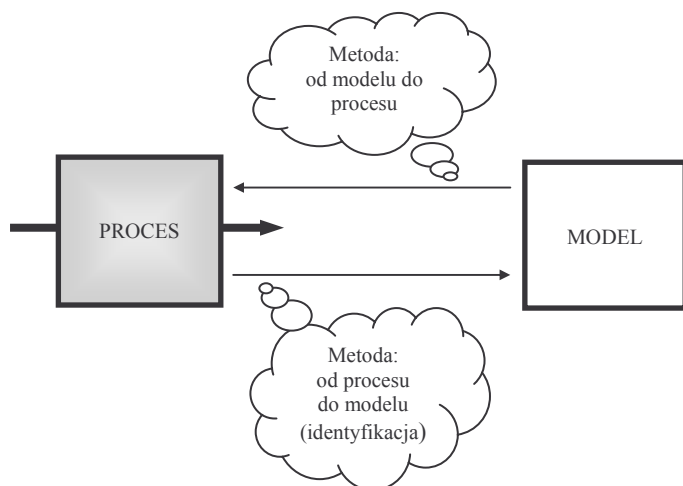 Metoda:
od modelu do
procesu
PROCES
MODEL
Metoda:
od procesu
do modelu
(identyfikacja)